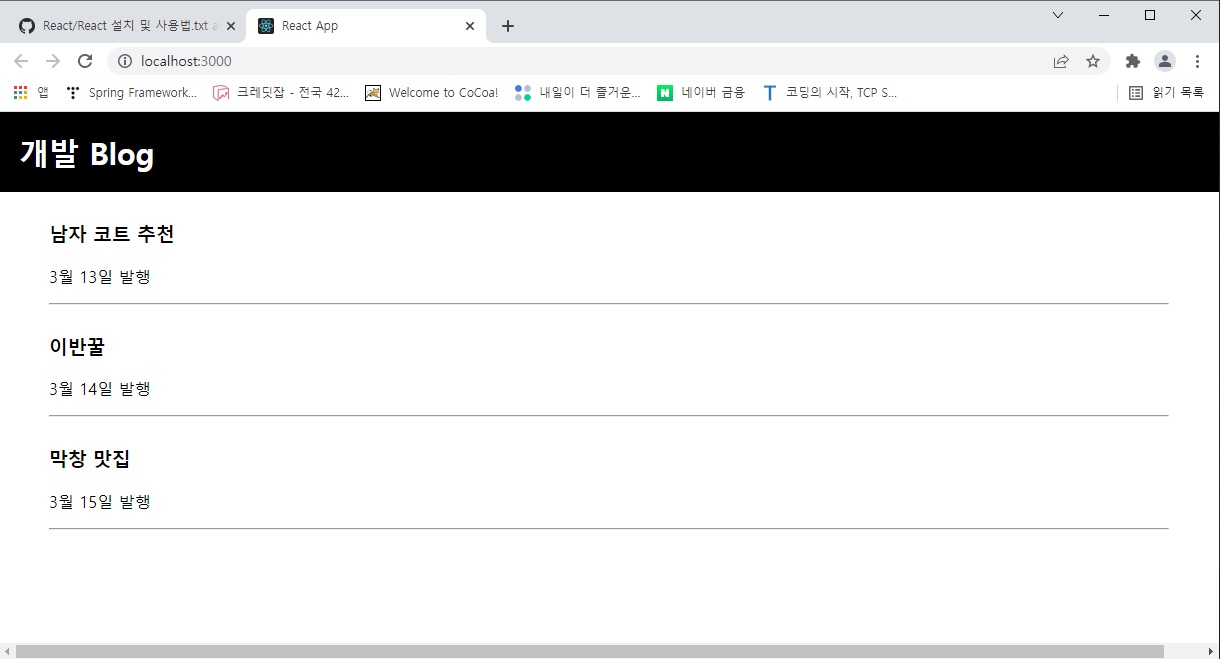 React/React 설치 및 사용법.txt a
React App
localhost:3000
앱
Spring Framework...
크레딧잡 - 전국 42...
Welcome to CoCoa!
내일이 더 즐거운...
네이버 금융
코딩의 시작, TCP S...
읽기 목록
개발 Blog
남자 코트 추천
3월 13일 발행
이반꿀
3월 14일 발행
막창 맛집
3월 15일 발행